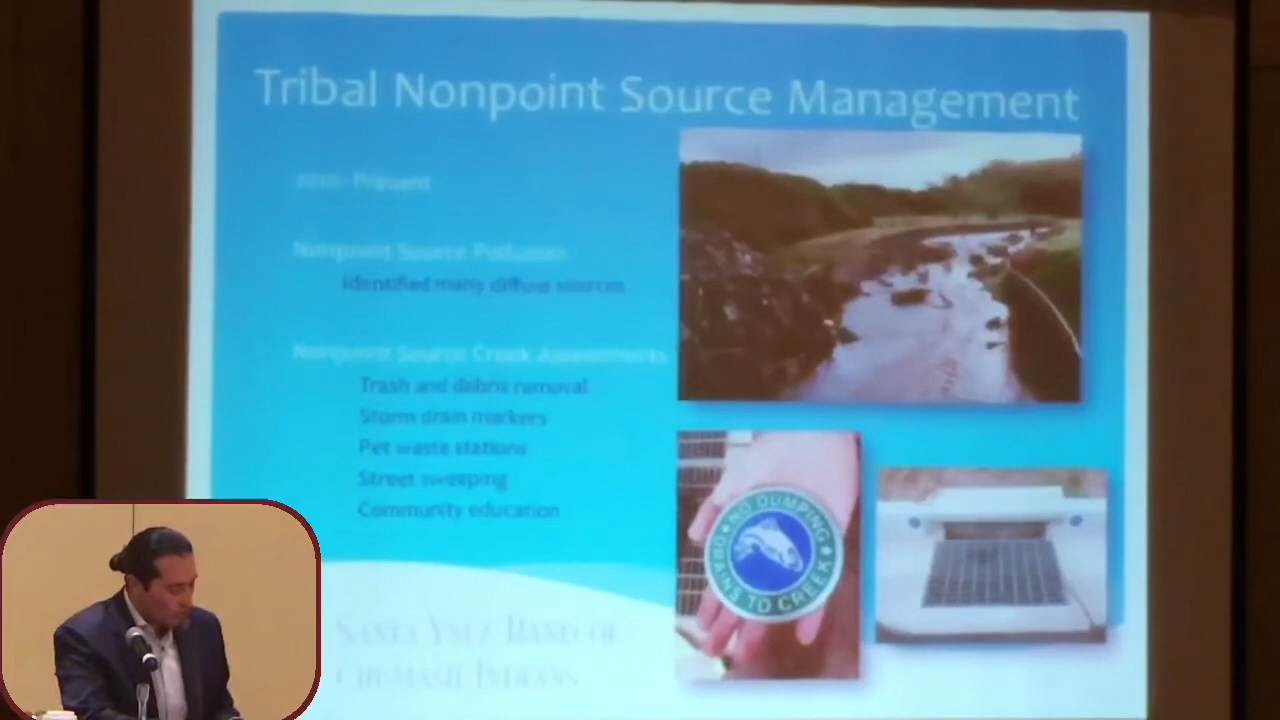 Tribal Nonpoint Source Management
2010- Present
Nonpoint Source Pollution
Identified many diffuse sources
Nonpoint Source Creek Assessments
Trash and debris removal
Storm drain markers
Pet waste stations
Street sweeping
Community education
NO DUMPING
DRAINS TO CREEK
SANTA YNEZ BAND OF
CHUMASH INDIANS